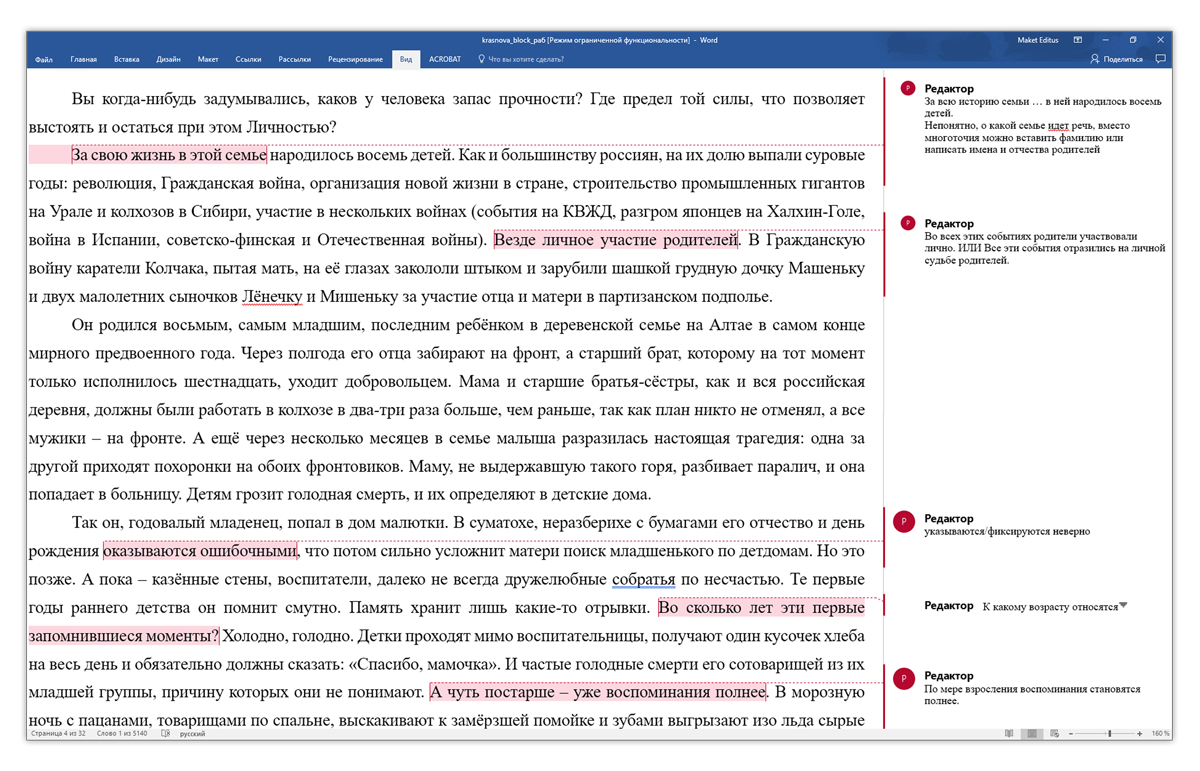 krasnova_block_раб [Режим ограниченной функциональности] - Word
Maket Editus
Файл Главная Вставка Дизайн Макет Ссылки Рассылки Рецензирование Вид ACROBAT Что вы хотите сделать? Поделиться
Вы когда-нибудь задумывались, каков у человека запас прочности? Где предел той силы, что позволяет
выстоять и остаться при этом Личностью?
За свою жизнь в этой семье народилось восемь детей. Как и большинству россиян, на их долю выпали суровые
годы: революция, Гражданская война, организация новой жизни в стране, строительство промышленных гигантов
на Урале и колхозов в Сибири, участие в нескольких войнах (события на КВЖД, разгром японцев на Халхин-Голе,
война в Испании, советско-финская и Отечественная войны). Везде личное участие родителей. В Гражданскую
войну каратели Колчака, пытая мать, на её глазах закололи штыком и зарубили шашкой грудную дочку Машеньку
и двух малолетних сыночков Лёнечку и Мишеньку за участие отца и матери в партизанском подполье.
Он родился восьмым, самым младшим, последним ребёнком в деревенской семье на Алтае в самом конце
мирного предвоенного года. Через полгода его отца забирают на фронт, а старший брат, которому на тот момент
только исполнилось шестнадцать, уходит добровольцем. Мама и старшие братья-сёстры, как и вся российская
деревня, должны были работать в колхозе в два-три раза больше, чем раньше, так как план никто не отменял, а все
мужики – на фронте. А ещё через несколько месяцев в семье малыша разразилась настоящая трагедия: одна за
другой приходят похоронки на обоих фронтовиков. Маму, не выдержавшую такого горя, разбивает паралич, и она
попадает в больницу. Детям грозит голодная смерть, и их определяют в детские дома.
Так он, годовалый младенец, попал в дом малютки. В суматохе, неразберихе с бумагами его отчество и день
рождения оказываются ошибочными, что потом сильно усложнит матери поиск младшенького по детдомам. Но это
позже. А пока – казённые стены, воспитатели, далеко не всегда дружелюбные собратья по несчастью. Те первые
годы раннего детства он помнит смутно. Память хранит лишь какие-то отрывки. Во сколько лет эти первые
запомнившиеся моменты? Холодно, голодно. Детки проходят мимо воспитательницы, получают один кусочек хлеба
на весь день и обязательно должны сказать: «Спасибо, мамочка». И частые голодные смерти его сотоварищей из их
младшей группы, причину которых они не понимают. А чуть постарше – уже воспоминания полнее. В морозную
ночь с пацанами, товарищами по спальне, выскакивают к замёрзшей помойке и зубами выгрызают изо льда сырые
Р Редактор
За всю историю семьи … в ней народилось восемь
детей.
Непонятно, о какой семье идет речь, вместо
многоточия можно вставить фамилию или
написать имена и отчества родителей
Р Редактор
Во всех этих событиях родители участвовали
лично. ИЛИ Все эти события отразились на личной
судьбе родителей.
Р Редактор
указываются/фиксируются неверно
Редактор К какому возрасту относятся
Р Редактор
По мере взросления воспоминания становятся
полнее.
Страница 4 из 32 Слово 1 из 5140 русский 160 %